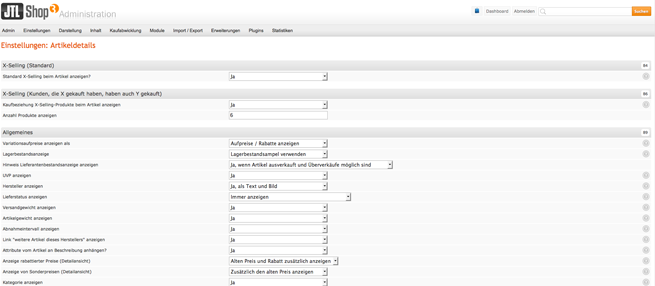 JTL Shop3 Administration
Dashboard Abmelden Suchen
Admin Einstellungen Darstellung Inhalt Kaufabwicklung Module Import / Export Erweiterungen Plugins Statistiken
Einstellungen: Artikeldetails
X-Selling (Standard)
Standard X-Selling beim Artikel anzeigen? Ja
X-Selling (Kunden, die X gekauft haben, haben auch Y gekauft)
Kaufbeziehung X-Selling-Produkte beim Artikel anzeigen Ja
Anzahl Produkte anzeigen 6
Allgemeines
Variationsaufpreise anzeigen als Aufpreise / Rabatte anzeigen
Lagerbestandsanzeige Lagerbestandsampel verwenden
Hinweis Lieferantenbestandsanzeige anzeigen Ja, wenn Artikel ausverkauft und Überverkäufe möglich sind
UVP anzeigen Ja
Hersteller anzeigen Ja, als Text und Bild
Lieferstatus anzeigen Immer anzeigen
Versandgewicht anzeigen Ja
Artikelgewicht anzeigen Ja
Abnahmeintervall anzeigen Ja
Link "weitere Artikel dieses Herstellers" anzeigen Ja
Attribute vom Artikel an Beschreibung anhängen? Ja
Anzeige rabattierter Preise (Detailansicht) Alten Preis und Rabatt zusätzlich anzeigen
Anzeige von Sonderpreisen (Detailansicht) Zusätzlich den alten Preis anzeigen
Kategorie anzeigen Ja